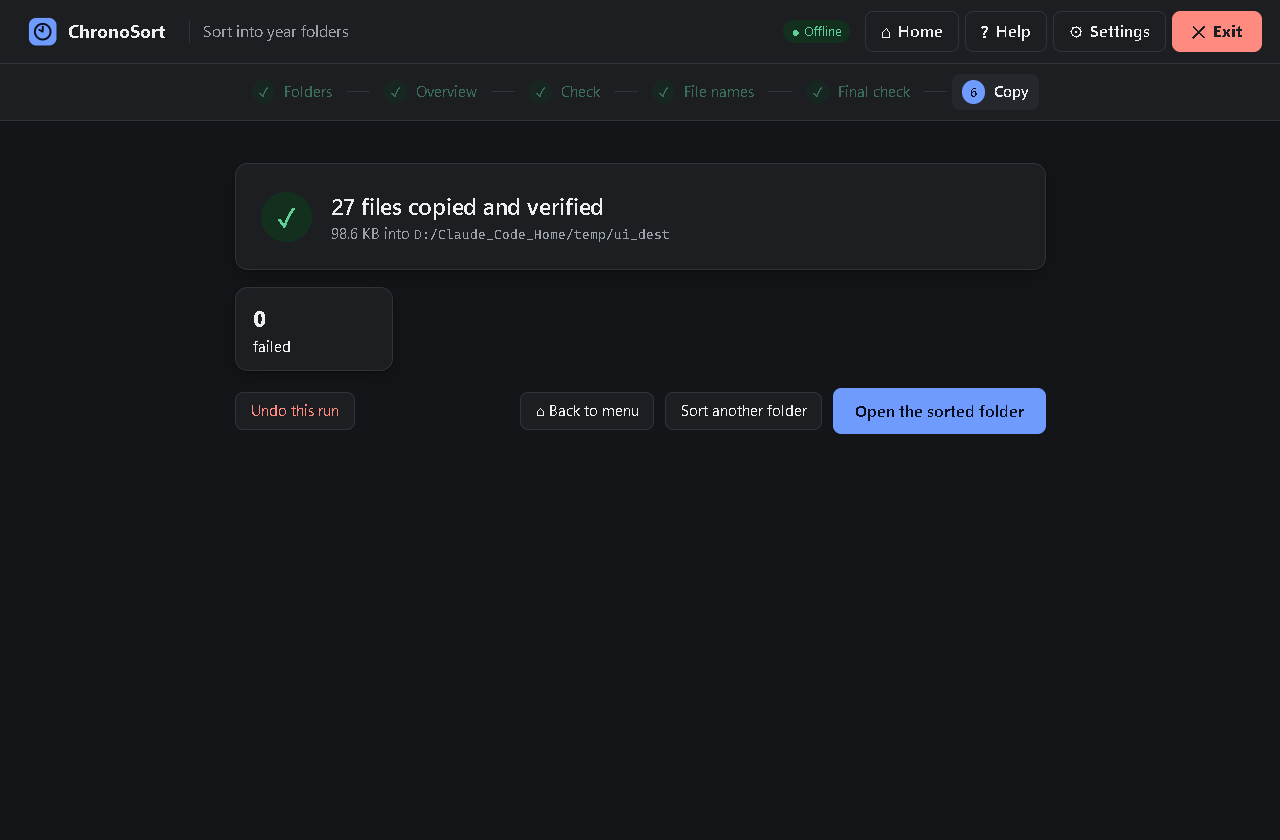 ChronoSort
Sort into year folders
● Offline
⌂ Home
? Help
⚙ Settings
✕ Exit
✓ Folders
✓ Overview
✓ Check
✓ File names
✓ Final check
6 Copy
27 files copied and verified
98.6 KB into D:/Claude_Code_Home/temp/ui_dest
0
failed
Undo this run
⌂ Back to menu
Sort another folder
Open the sorted folder